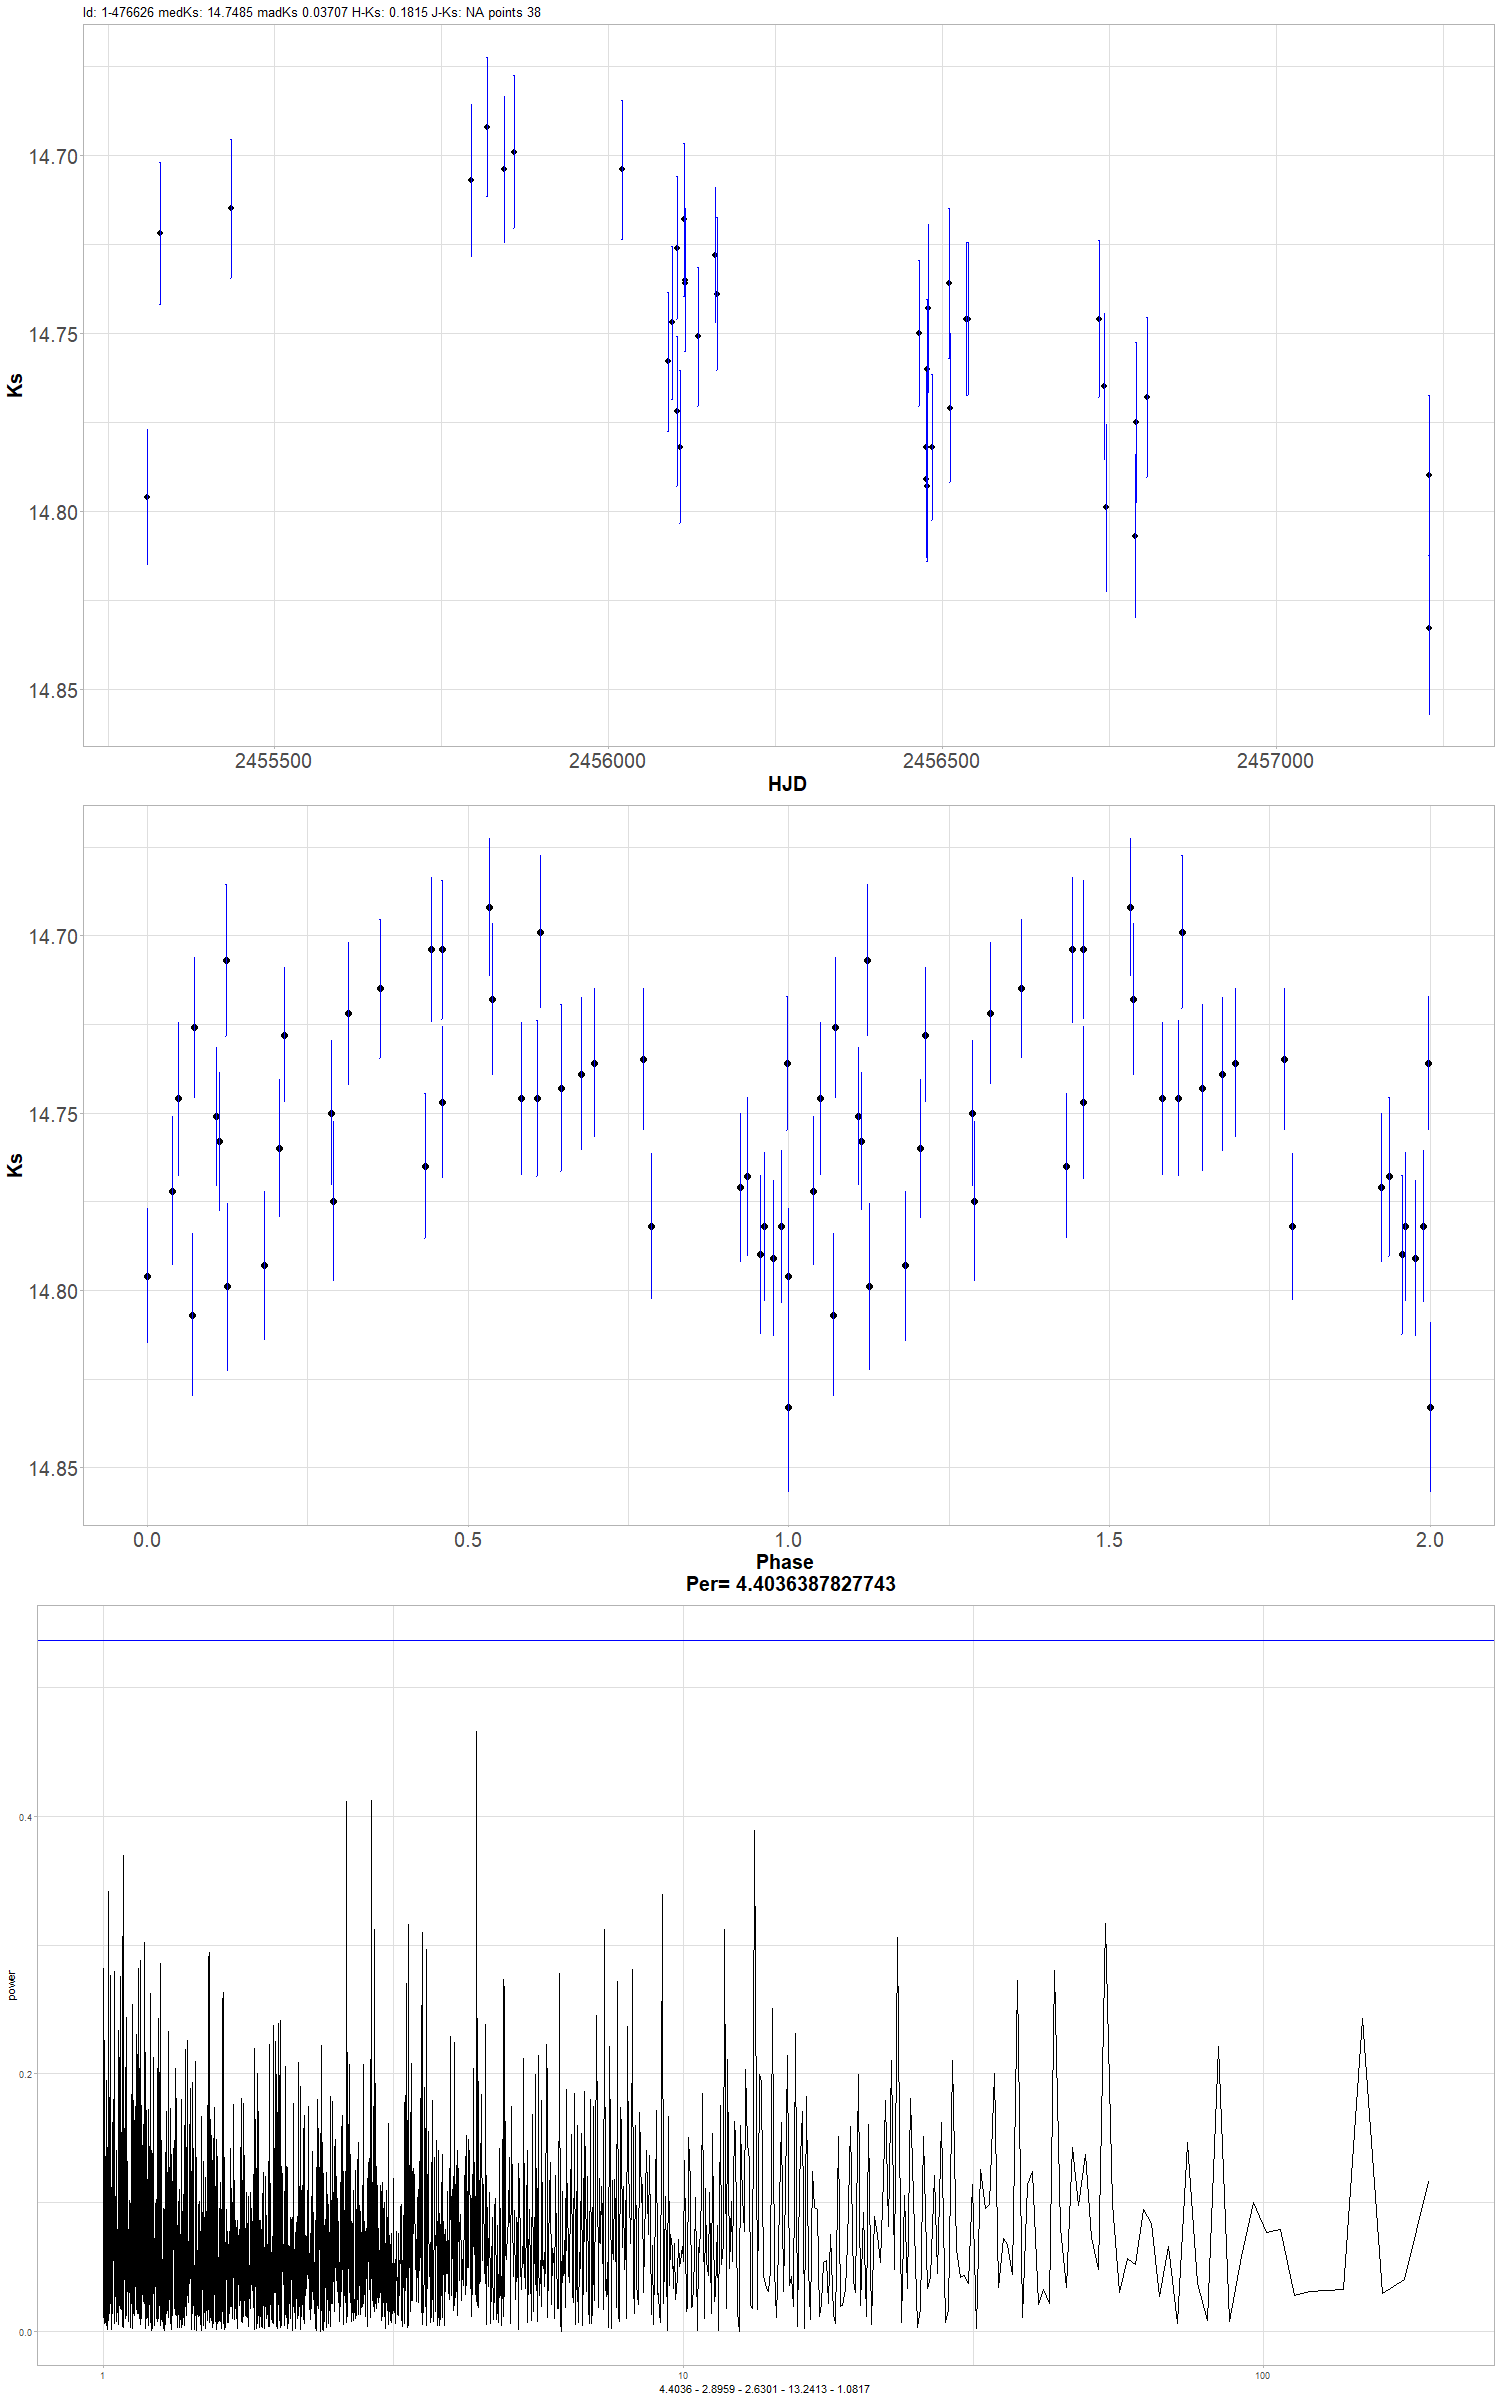 Id: 1-476626 medKs: 14.7485 madKs 0.03707 H-Ks: 0.1815 J-Ks: NA points 38
14.70
14.75
14.80
14.85
Ks
2455500 2456000 2456500 2457000
HJD
14.70
14.75
14.80
14.85
Ks
0.0 0.5 1.0 1.5 2.0
Phase
Per= 4.4036387827743
0.4
0.2
0.0
power
1 10 100
4.4036 - 2.8959 - 2.6301 - 13.2413 - 1.0817